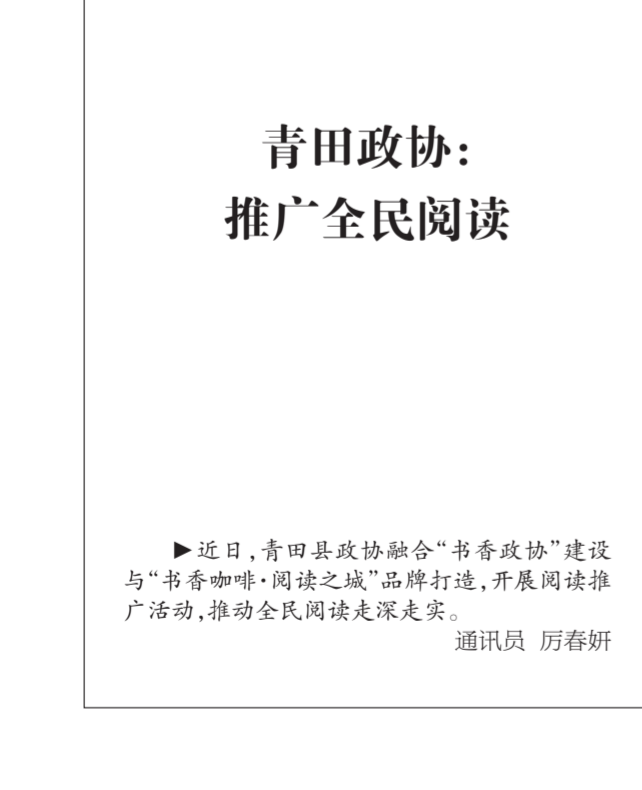 青田政协：
推广全民阅读
▶近日，青田县政协融合“书香政协”建设
与“书香咖啡·阅读之城”品牌打造，开展阅读推
广活动，推动全民阅读走深走实。
通讯员 厉春妍